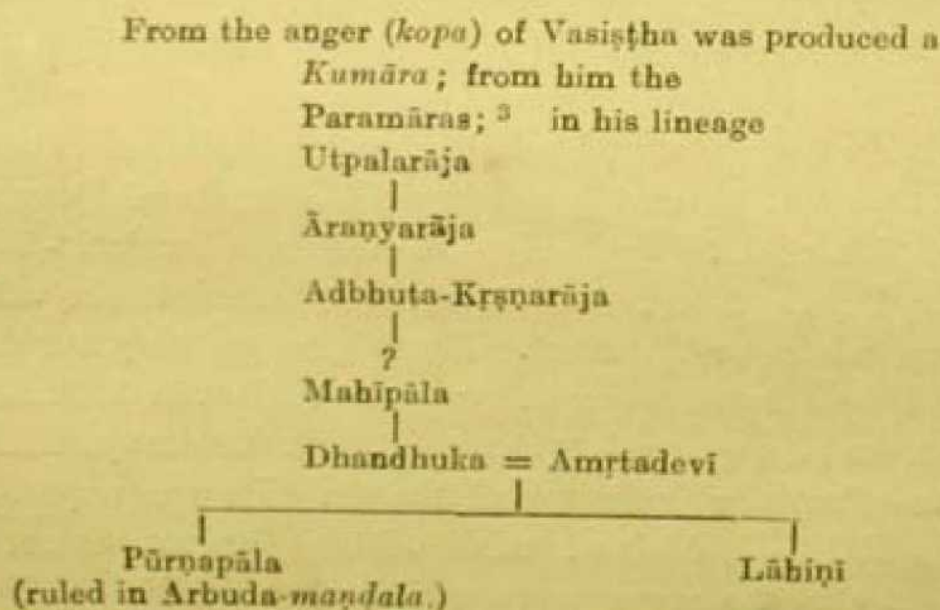 From the anger (kopa) of Vasiṣṭha was produced a
Kumāra; from him the
Paramāras; 3 in his lineage
Utpalarāja
Āraṇyarāja
Adbhuta-Kṛṣṇarāja
?
Mahīpāla
Dhandhuka = Amṛtadevī
Pūrṇapāla Lāhiṇī
(ruled in Arbuda-maṇḍala.)